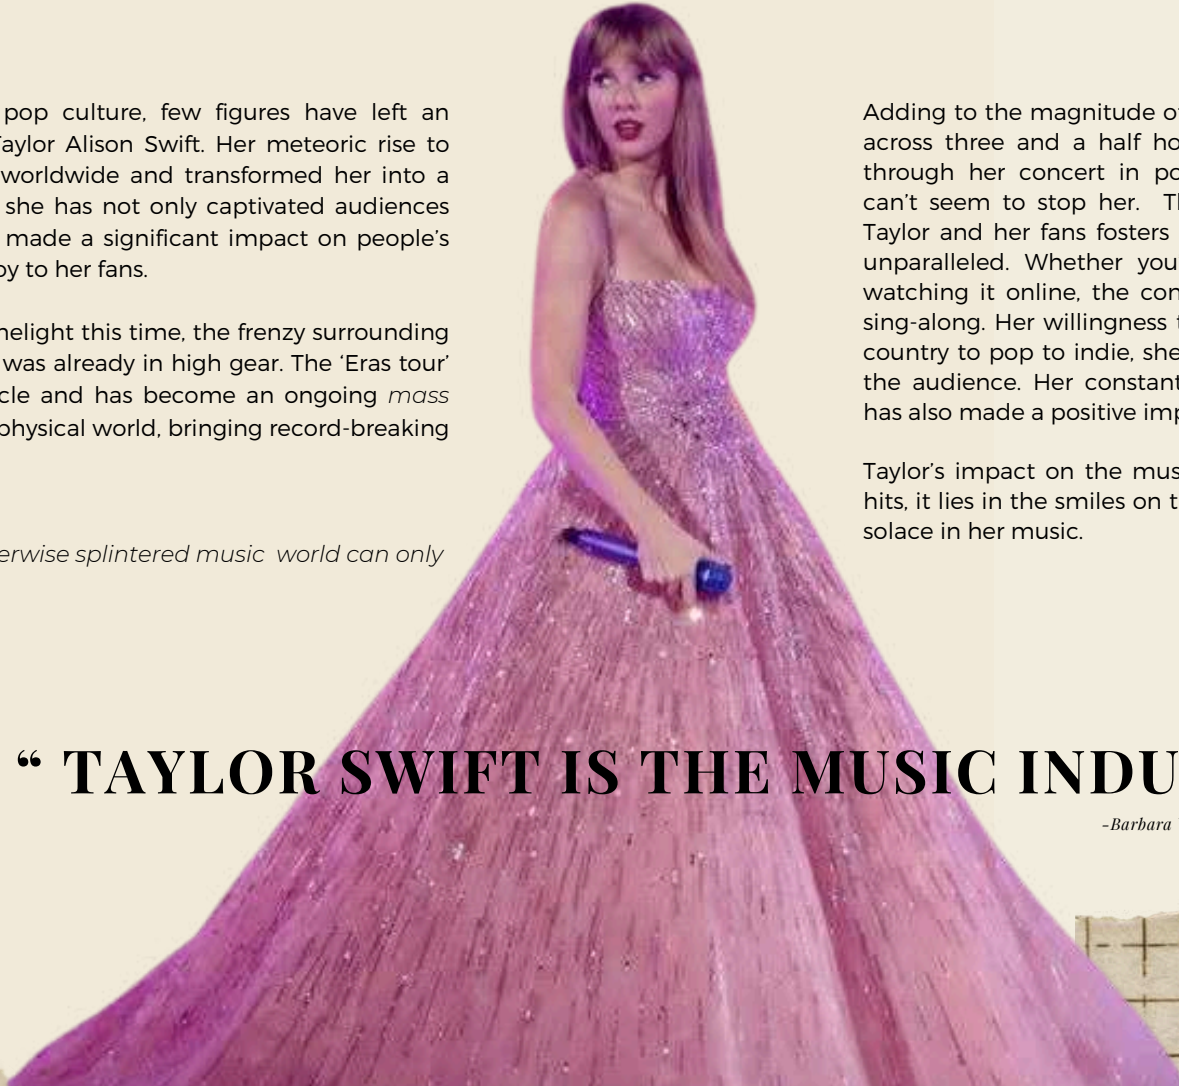 pop culture, few figures have left an
Taylor Alison Swift. Her meteoric rise to
worldwide and transformed her into a
she has not only captivated audiences
made a significant impact on people’s
to her fans.
this time, the frenzy surrounding
was already in high gear. The ‘Eras tour’
and has become an ongoing mass
physical world, bringing record-breaking
splintered music world can only
Adding to the magnitude
across three and a half
through her concert in
can’t seem to stop her.
Taylor and her fans fosters
unparalleled. Whether you
watching it online, the
sing-along. Her willingness
country to pop to indie, she
the audience. Her constant
has also made a positive
Taylor’s impact on the
hits, it lies in the smiles on
solace in her music.
“ TAYLOR SWIFT IS THE MUSIC
-Barbara